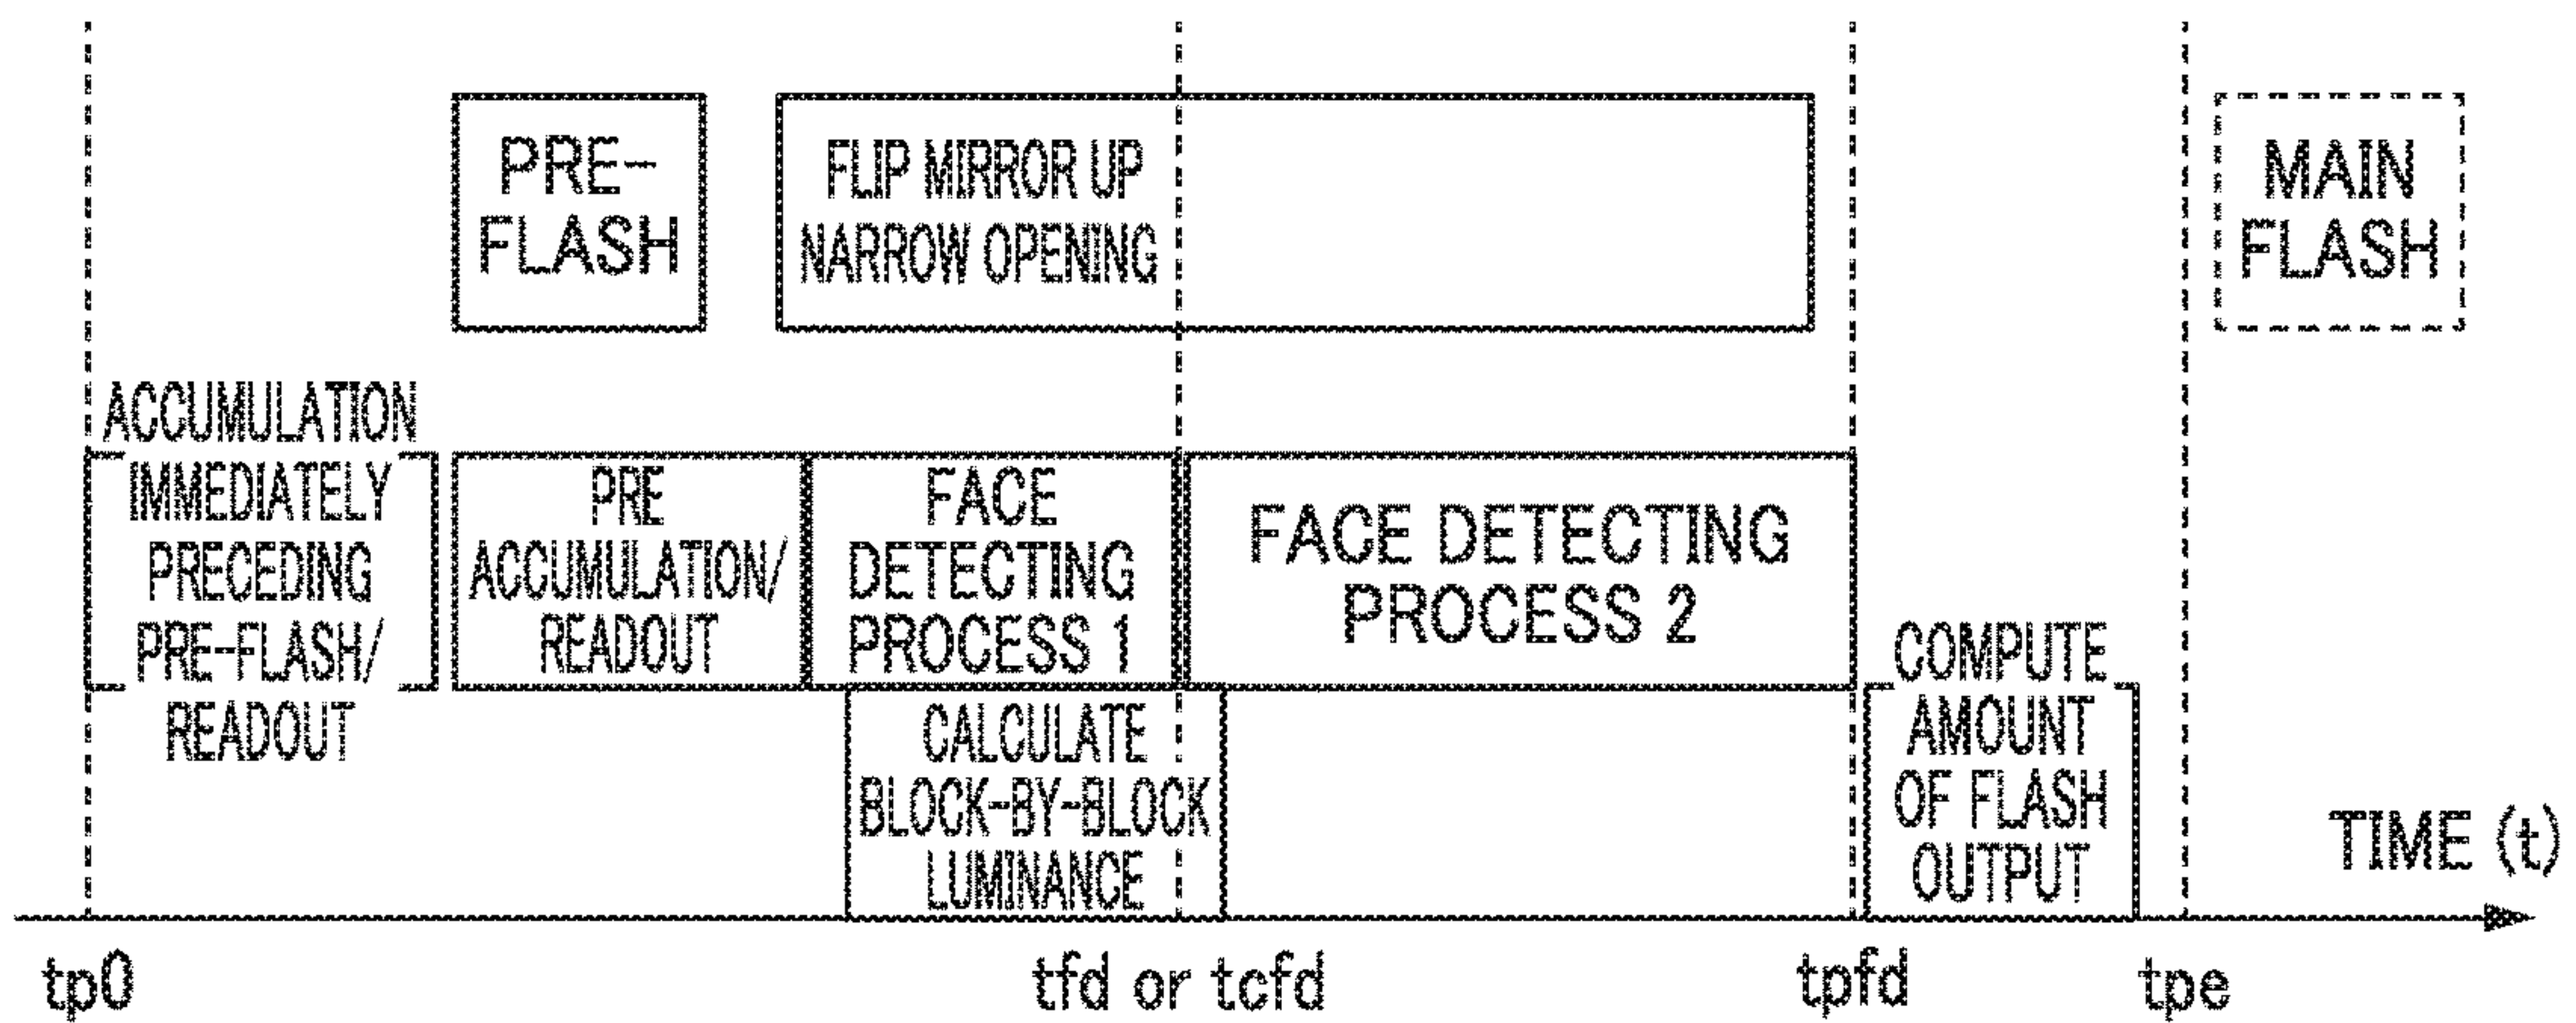 PRE-
FLASH
FLIP MIRROR UP
NARROW OPENING
MAIN
FLASH
ACCUMULATION
IMMEDIATELY
PRECEDING
PRE-FLASH/
READOUT
PRE
ACCUMULATION/
READOUT
FACE
DETECTING
PROCESS 1
FACE DETECTING
PROCESS 2
CALCULATE
BLOCK-BY-BLOCK
LUMINANCE
COMPUTE
AMOUNT
OF FLASH
OUTPUT
TIME (t)
tp0
tfd or tcfd
tpfd
tpe